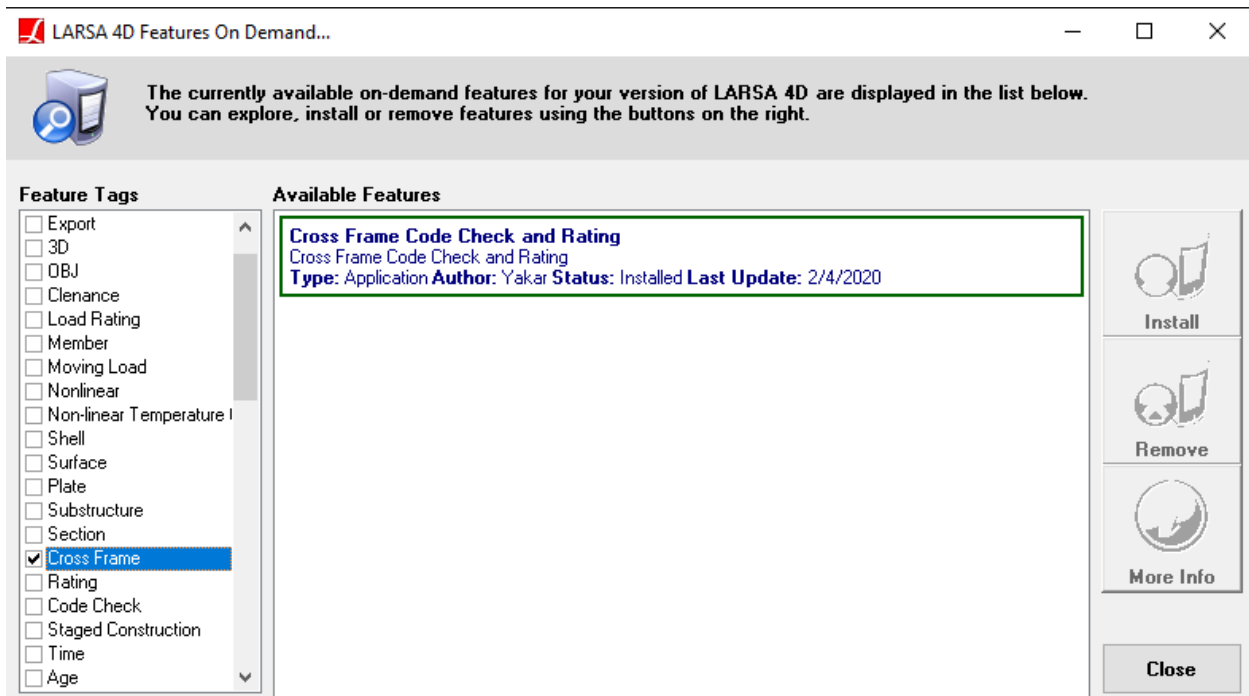 LARSA 4D Features On Demand...
The currently available on-demand features for your version of LARSA 4D are displayed in the list below.
You can explore, install or remove features using the buttons on the right.
Feature Tags
Export
3D
OBJ
Clenance
Load Rating
Member
Moving Load
Nonlinear
Non-linear Temperature
Shell
Surface
Plate
Substructure
Section
Cross Frame
Rating
Code Check
Staged Construction
Time
Age
Available Features
Cross Frame Code Check and Rating
Cross Frame Code Check and Rating
Type: Application Author: Yakar Status: Installed Last Update: 2/4/2020
Install
Remove
More Info
Close